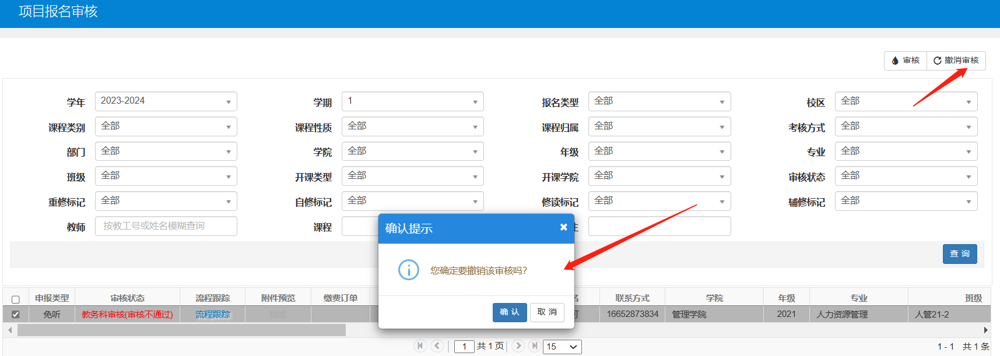 项目报名审核
审核 撤消审核
学年 2023-2024 学期 1 报名类型 全部 校区 全部
课程类别 全部 课程性质 全部 课程归属 全部 考核方式 全部
部门 全部 学院 全部 年级 全部 专业 全部
班级 全部 开课类型 全部 开课学院 全部 审核状态 全部
重修标记 全部 自修标记 全部 修读标记 全部 辅修标记 全部
教师 按教工号或姓名模糊查询 课程
确认提示
查 询
您确定要撤销该审核吗?
确 认 取 消
申报类型 审核状态 流程跟踪 附件预览 缴费订单 名 联系方式 学院 年级 专业 班级
免听 教务科审核(审核不通过) 流程跟踪 预览 可 16652873834 管理学院 2021 人力资源管理 人管21-2
1 共 1 页 15 1 - 1 共 1 条